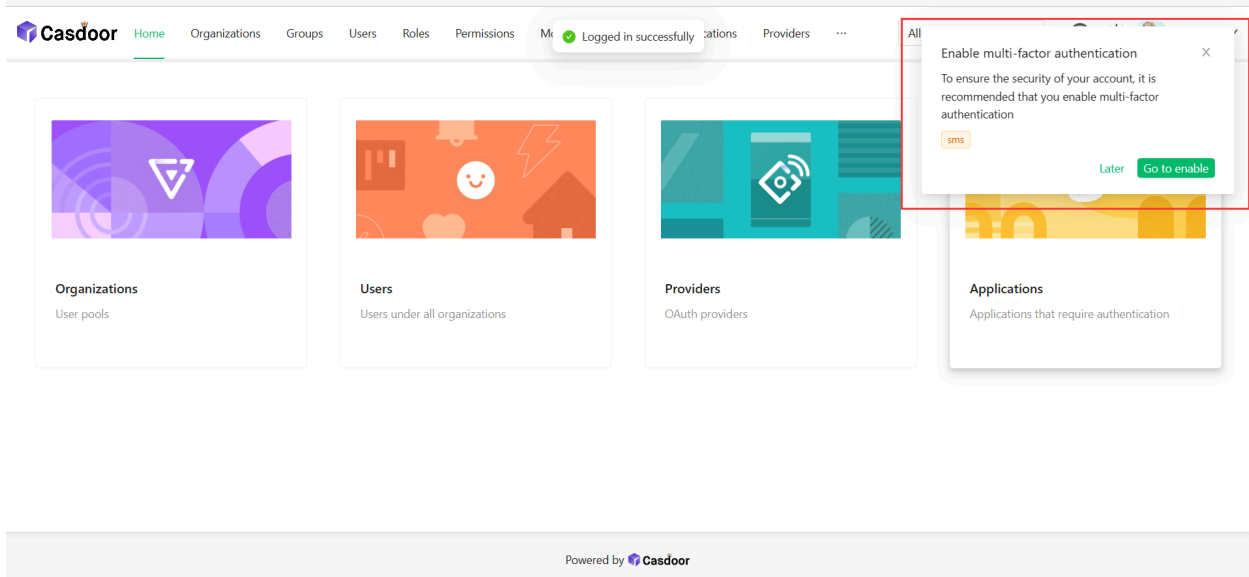 Casdoor Home Organizations Groups Users Roles Permissions Providers ··· All
Logged in successfully
Enable multi-factor authentication
To ensure the security of your account, it is
recommended that you enable multi-factor
authentication
sms
Later Go to enable
Organizations
User pools
Users
Users under all organizations
Providers
OAuth providers
Applications
Applications that require authentication
Powered by Casdoor